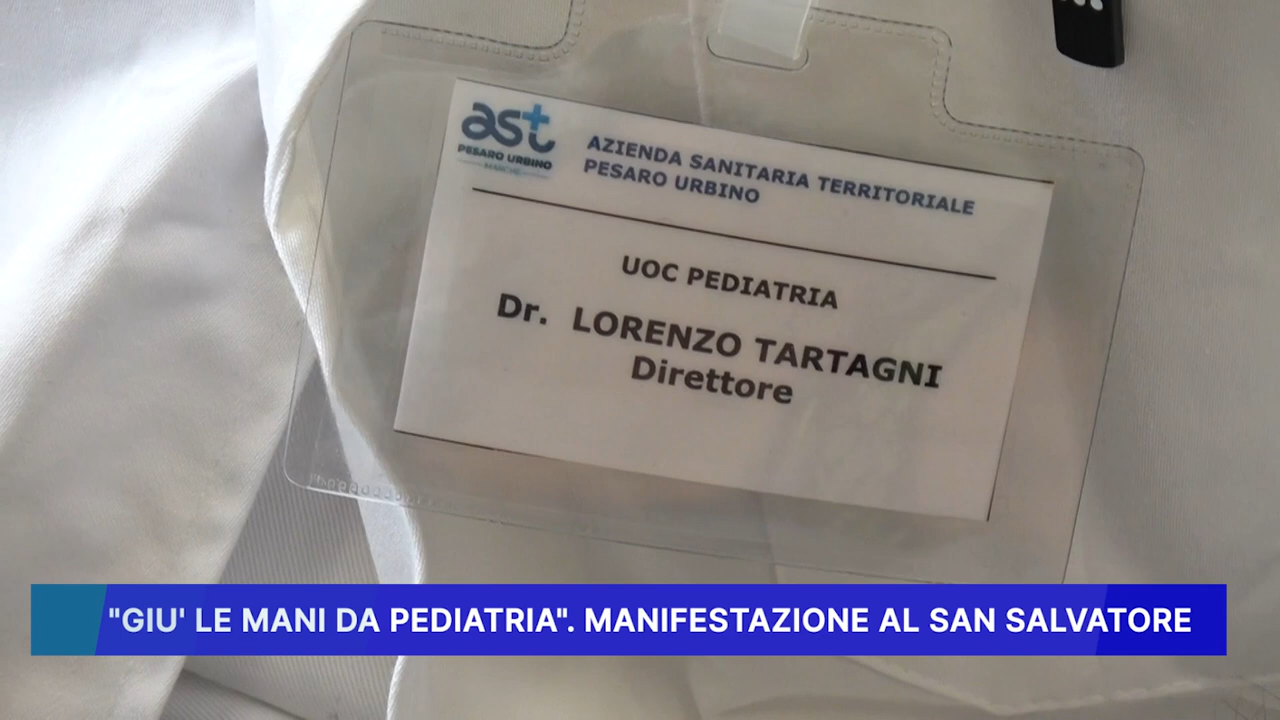 ast
PESARO URBINO
MARCHE
AZIENDA SANITARIA TERRITORIALE
PESARO URBINO
UOC PEDIATRIA
Dr. LORENZO TARTAGNI
Direttore
"GIU' LE MANI DA PEDIATRIA". MANIFESTAZIONE AL SAN SALVATORE